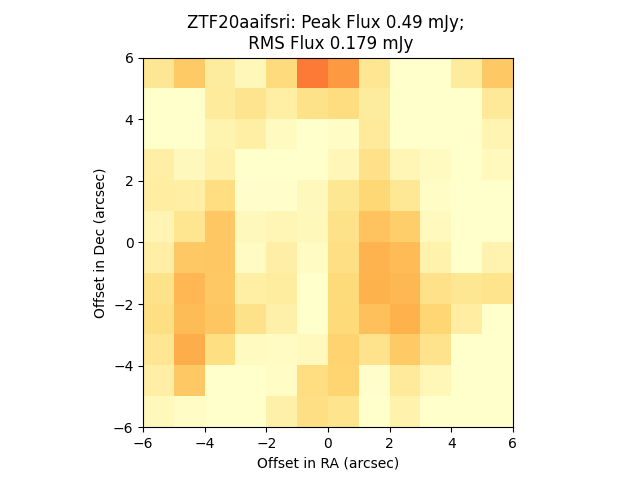 ZTF20aaifsri: Peak Flux 0.49 mJy;
RMS Flux 0.179 mJy
6
4
2
0
−2
−4
−6
Offset in Dec (arcsec)
−6 −4 −2 0 2 4 6
Offset in RA (arcsec)